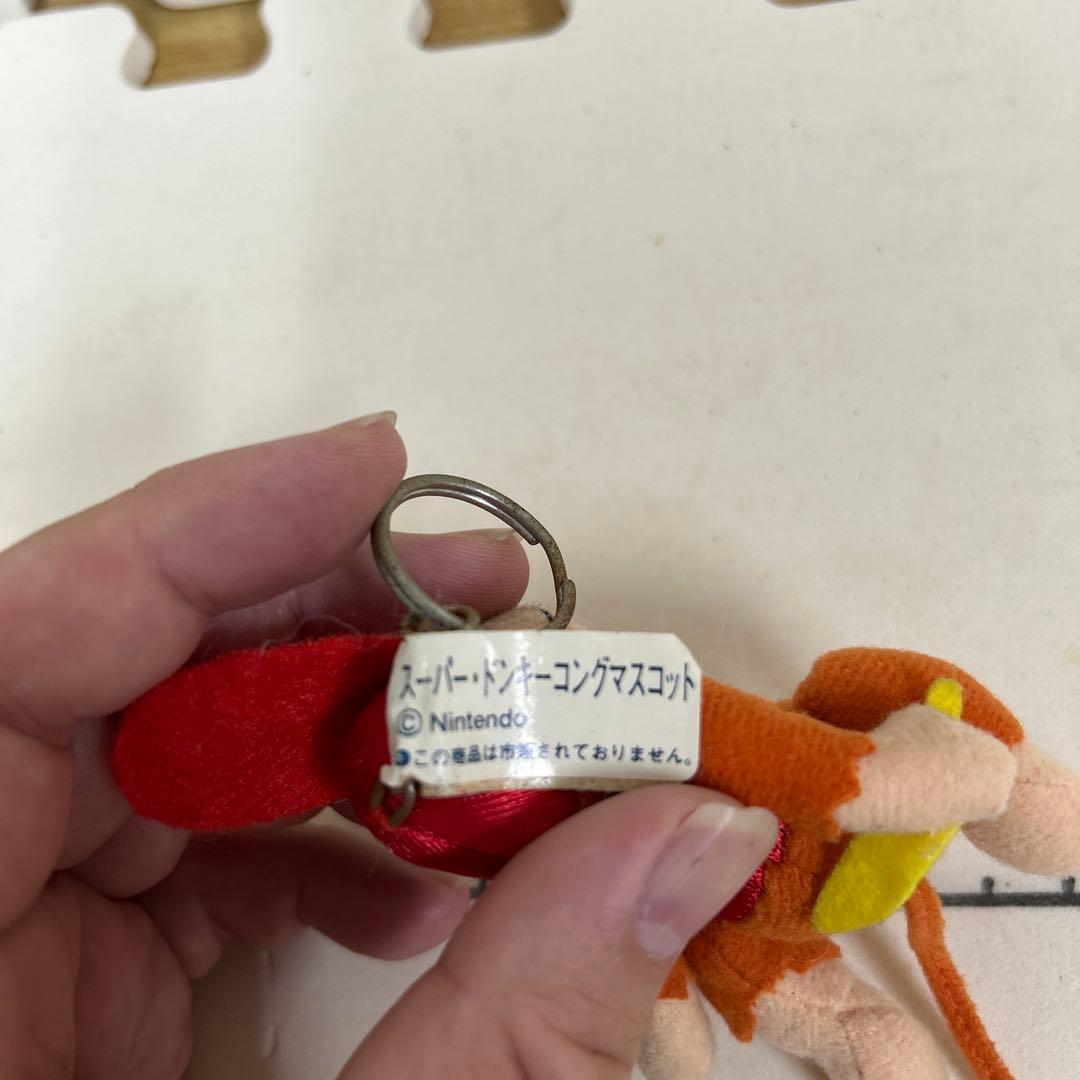 スーパー・ドンキーコングマスコット
© Nintendo
●この商品は市販されておりません。